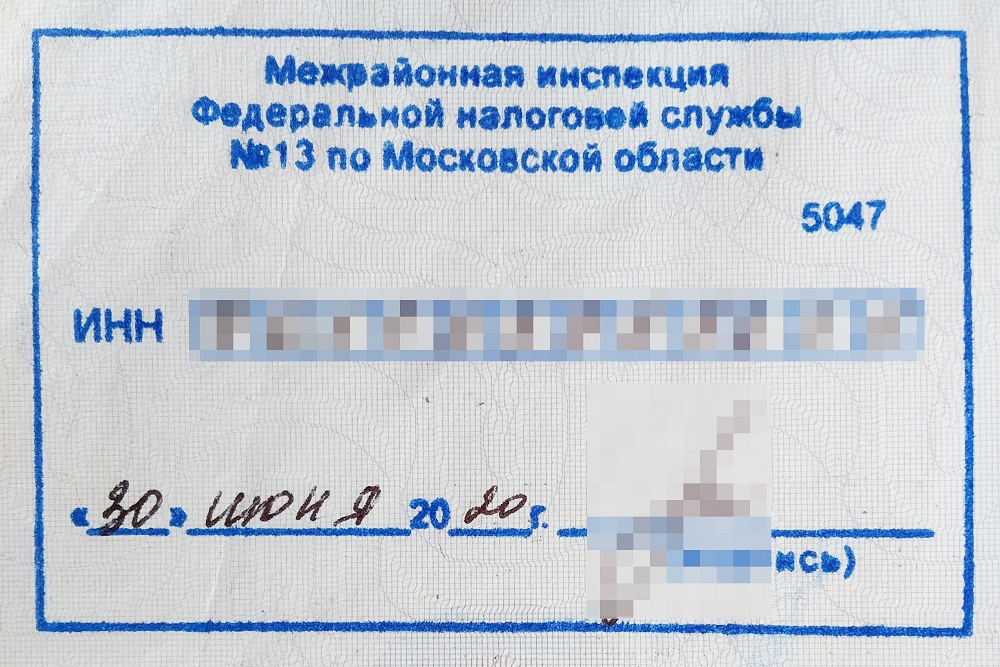 Межрайонная инспекция
Федеральной налоговой службы
№13 по Московской области
5047
ИНН
«30» июня 2020 г.